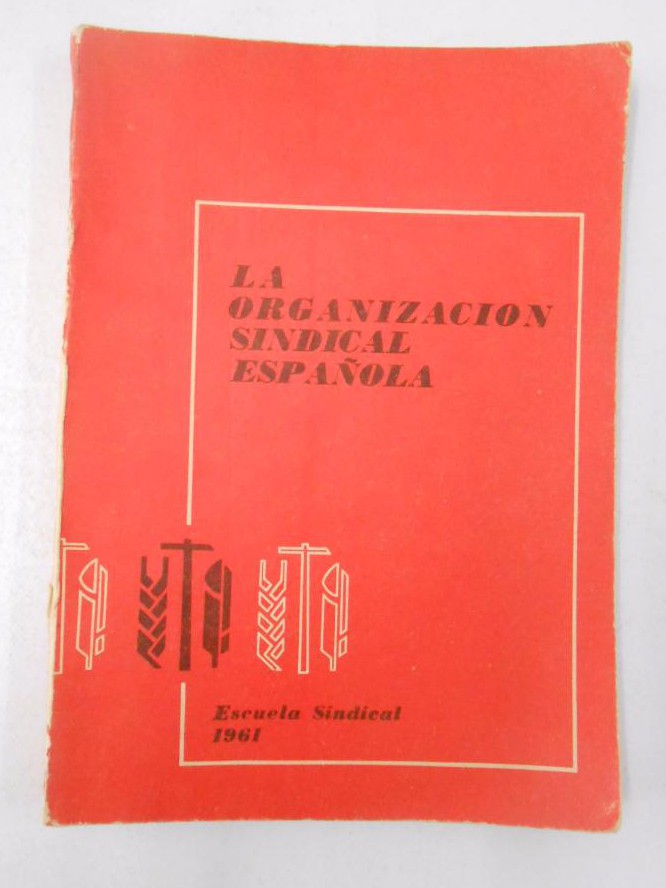 LA
ORGANIZACION
SINDICAL
ESPAÑOLA
Escuela Sindical
1961